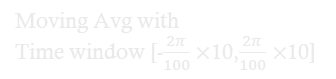 Moving Avg with
Time window [-2π/100 ×10, 2π/100 ×10]